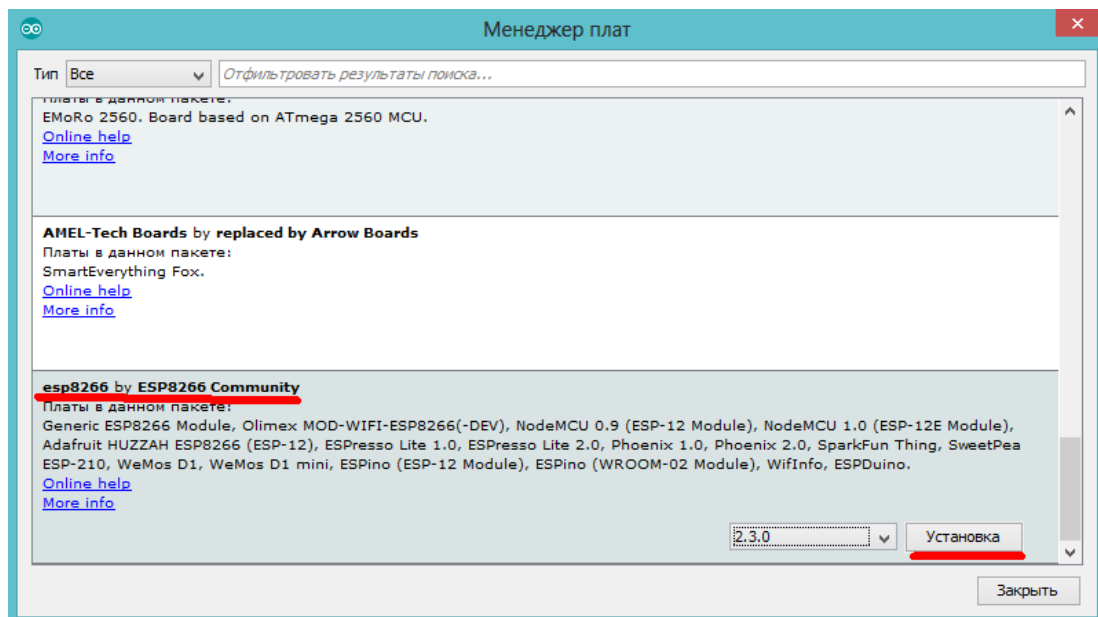 Менеджер плат
Тип Все Отфильтровать результаты поиска...
Платы в данном пакете:
EMoRo 2560. Board based on ATmega 2560 MCU.
Online help
More info
AMEL-Tech Boards by replaced by Arrow Boards
Платы в данном пакете:
SmartEverything Fox.
Online help
More info
esp8266 by ESP8266 Community
Платы в данном пакете:
Generic ESP8266 Module, Olimex MOD-WIFI-ESP8266(-DEV), NodeMCU 0.9 (ESP-12 Module), NodeMCU 1.0 (ESP-12E Module),
Adafruit HUZZAH ESP8266 (ESP-12), ESPresso Lite 1.0, ESPresso Lite 2.0, Phoenix 1.0, Phoenix 2.0, SparkFun Thing, SweetPea
ESP-210, WeMos D1, WeMos D1 mini, ESPino (ESP-12 Module), ESPino (WROOM-02 Module), WifInfo, ESPDuino.
Online help
More info
2.3.0 Установка
Закрыть